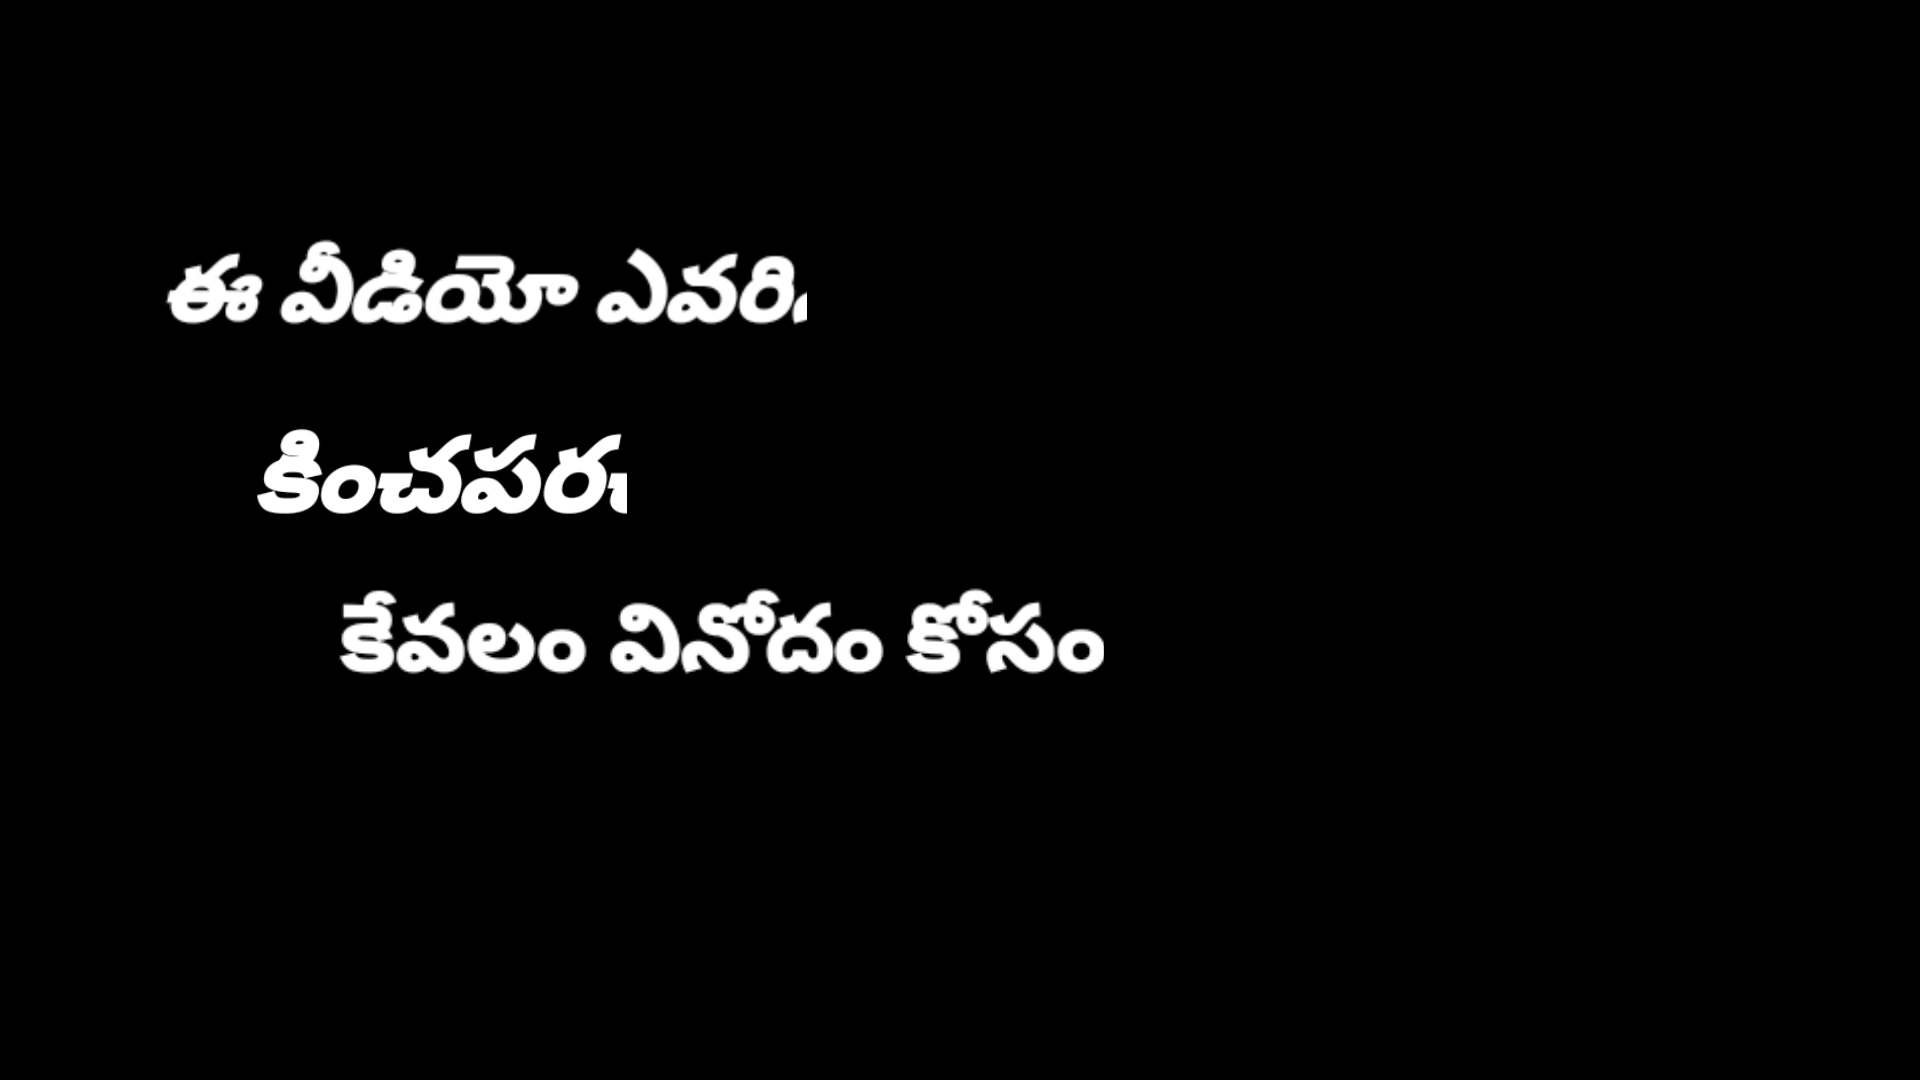 ఈ వీడియో ఎవరి
కించపర
కేవలం వినోదం కోసం